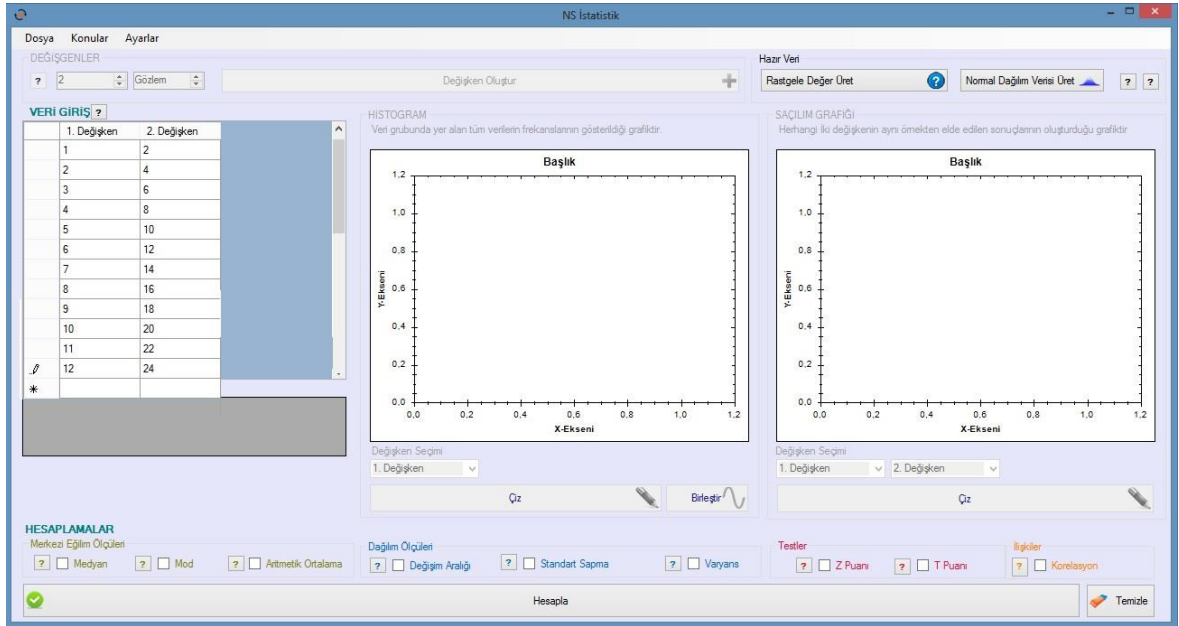 NS İstatistik
Dosya Konular Ayarlar
DEĞİŞGENLER
? 2 Gözlem Değişken Oluştur
Hazır Veri
Rastgele Değer Üret ? Normal Dağılım Verisi Üret ? ?
VERİ GİRİŞ ?
1. Değişken 2. Değişken
1 2
2 4
3 6
4 8
5 10
6 12
7 14
8 16
9 18
10 20
11 22
12 24
*
HISTOGRAM
Veri grubunda yer alan tüm verilerin frekanslarının gösterildiği grafiktir.
Başlık
1,2
1,0
0,8
0,6
0,4
0,2
0,0
Y-Ekseni
0,0 0,2 0,4 0,6 0,8 1,0 1,2
X-Ekseni
Değişken Seçimi
1. Değişken
Çiz Birleştir
SAÇILIM GRAFİĞİ
Herhangi iki değişkenin aynı örnekten elde edilen sonuçlarının oluşturduğu grafiktir
Başlık
1,2
1,0
0,8
0,6
0,4
0,2
0,0
Y-Ekseni
0,0 0,2 0,4 0,6 0,8 1,0 1,2
X-Ekseni
Değişken Seçimi
1. Değişken 2. Değişken
Çiz
HESAPLAMALAR
Merkezi Eğilim Ölçüleri
? Medyan ? Mod ? Aritmetik Ortalama
Dağılım Ölçüleri
? Değişim Aralığı ? Standart Sapma ? Varyans
Testler
? Z Puanı ? T Puanı
İlişkiler
? Korelasyon
Hesapla
Temizle